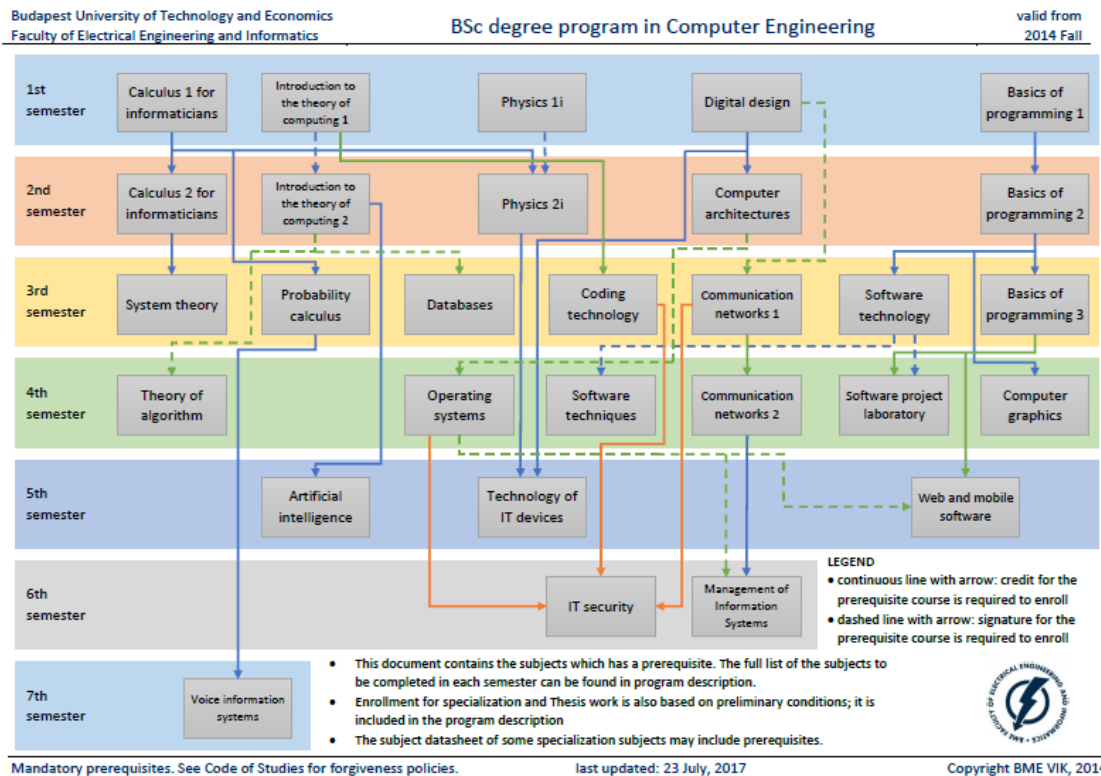 Budapest University of Technology and Economics
Faculty of Electrical Engineering and Informatics
BSc degree program in Computer Engineering
valid from
2014 Fall
1st
semester
Calculus 1 for
informaticians
Introduction to
the theory of
computing 1
Physics 1i
Digital design
Basics of
programming 1
2nd
semester
Calculus 2 for
informaticians
Introduction to
the theory of
computing 2
Physics 2i
Computer
architectures
Basics of
programming 2
3rd
semester
System theory
Probability
calculus
Databases
Coding
technology
Communication
networks 1
Software
technology
Basics of
programming 3
4th
semester
Theory of
algorithm
Operating
systems
Software
techniques
Communication
networks 2
Software project
laboratory
Computer
graphics
5th
semester
Artificial
intelligence
Technology of
IT devices
Web and mobile
software
6th
semester
IT security
Management of
Information
Systems
LEGEND
• continuous line with arrow: credit for the
prerequisite course is required to enroll
• dashed line with arrow: signature for the
prerequisite course is required to enroll
7th
semester
Voice information
systems
• This document contains the subjects which has a prerequisite. The full list of the subjects to
be completed in each semester can be found in program description.
• Enrollment for specialization and Thesis work is also based on preliminary conditions; it is
included in the program description
• The subject datasheet of some specialization subjects may include prerequisites.
BME FACULTY OF ELECTRICAL ENGINEERING AND INFORMATICS
Mandatory prerequisites. See Code of Studies for forgiveness policies.
last updated: 23 July, 2017
Copyright BME VIK, 2014